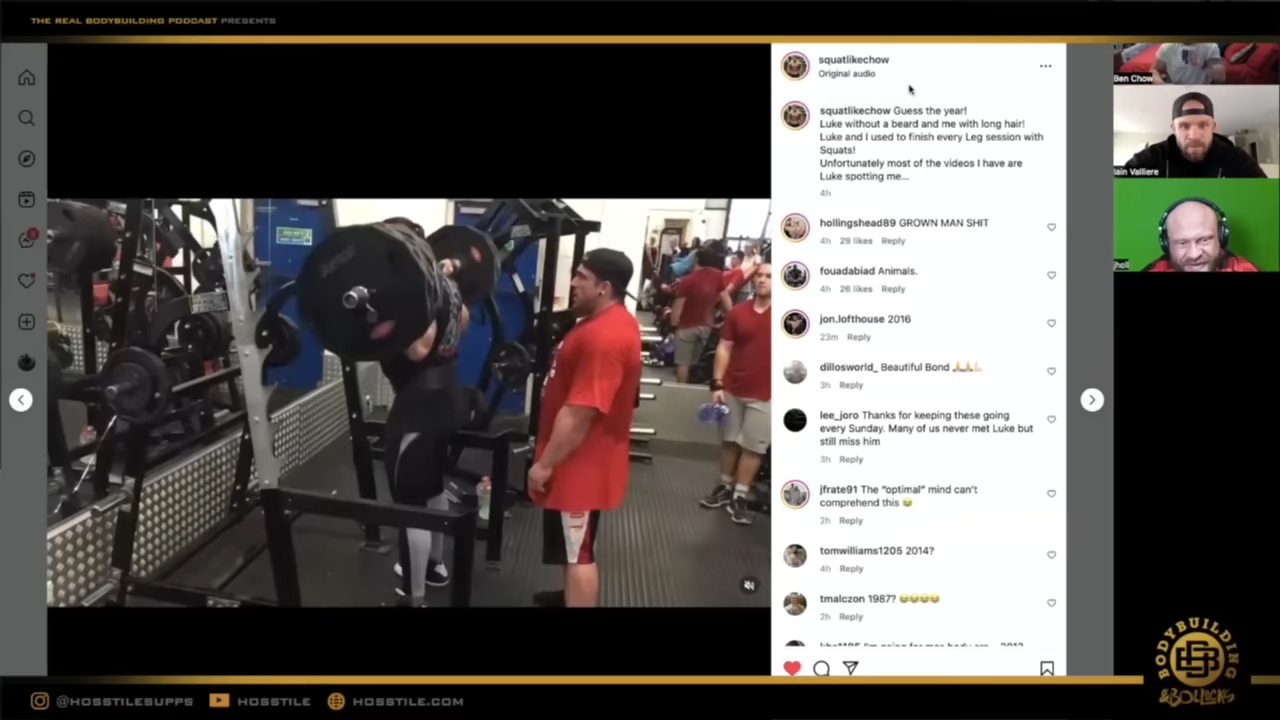 THE REAL BODYBUILDING PODCAST PRESENTS
squatlikechow
Original audio
squatlikechow Guess the year!
Luke without a beard and me with long hair!
Luke and I used to finish every Leg session with
Squats!
Unfortunately most of the videos I have are
Luke spotting me...
4h
hollingshead89 GROWN MAN SHIT
4h 29 likes Reply
fouadabiad Animals.
4h 26 likes Reply
jon.lofthouse 2016
23m Reply
dillosworld_ Beautiful Bond 🙏🙏💪🏻
3h Reply
lee_joro Thanks for keeping these going
every Sunday. Many of us never met Luke but
still miss him
3h Reply
jfrate91 The “optimal” mind can't
comprehend this 😂
2h Reply
tomwilliams1205 2014?
4h Reply
tmalczon 1987? 😂😂😂😂
2h Reply
Ben Chow
Iain Valliere
jholl
BODYBUILDING
BB
&BOLLOCKS
@HOSSTILESUPPS
HOSSTILE
HOSSTILE.COM